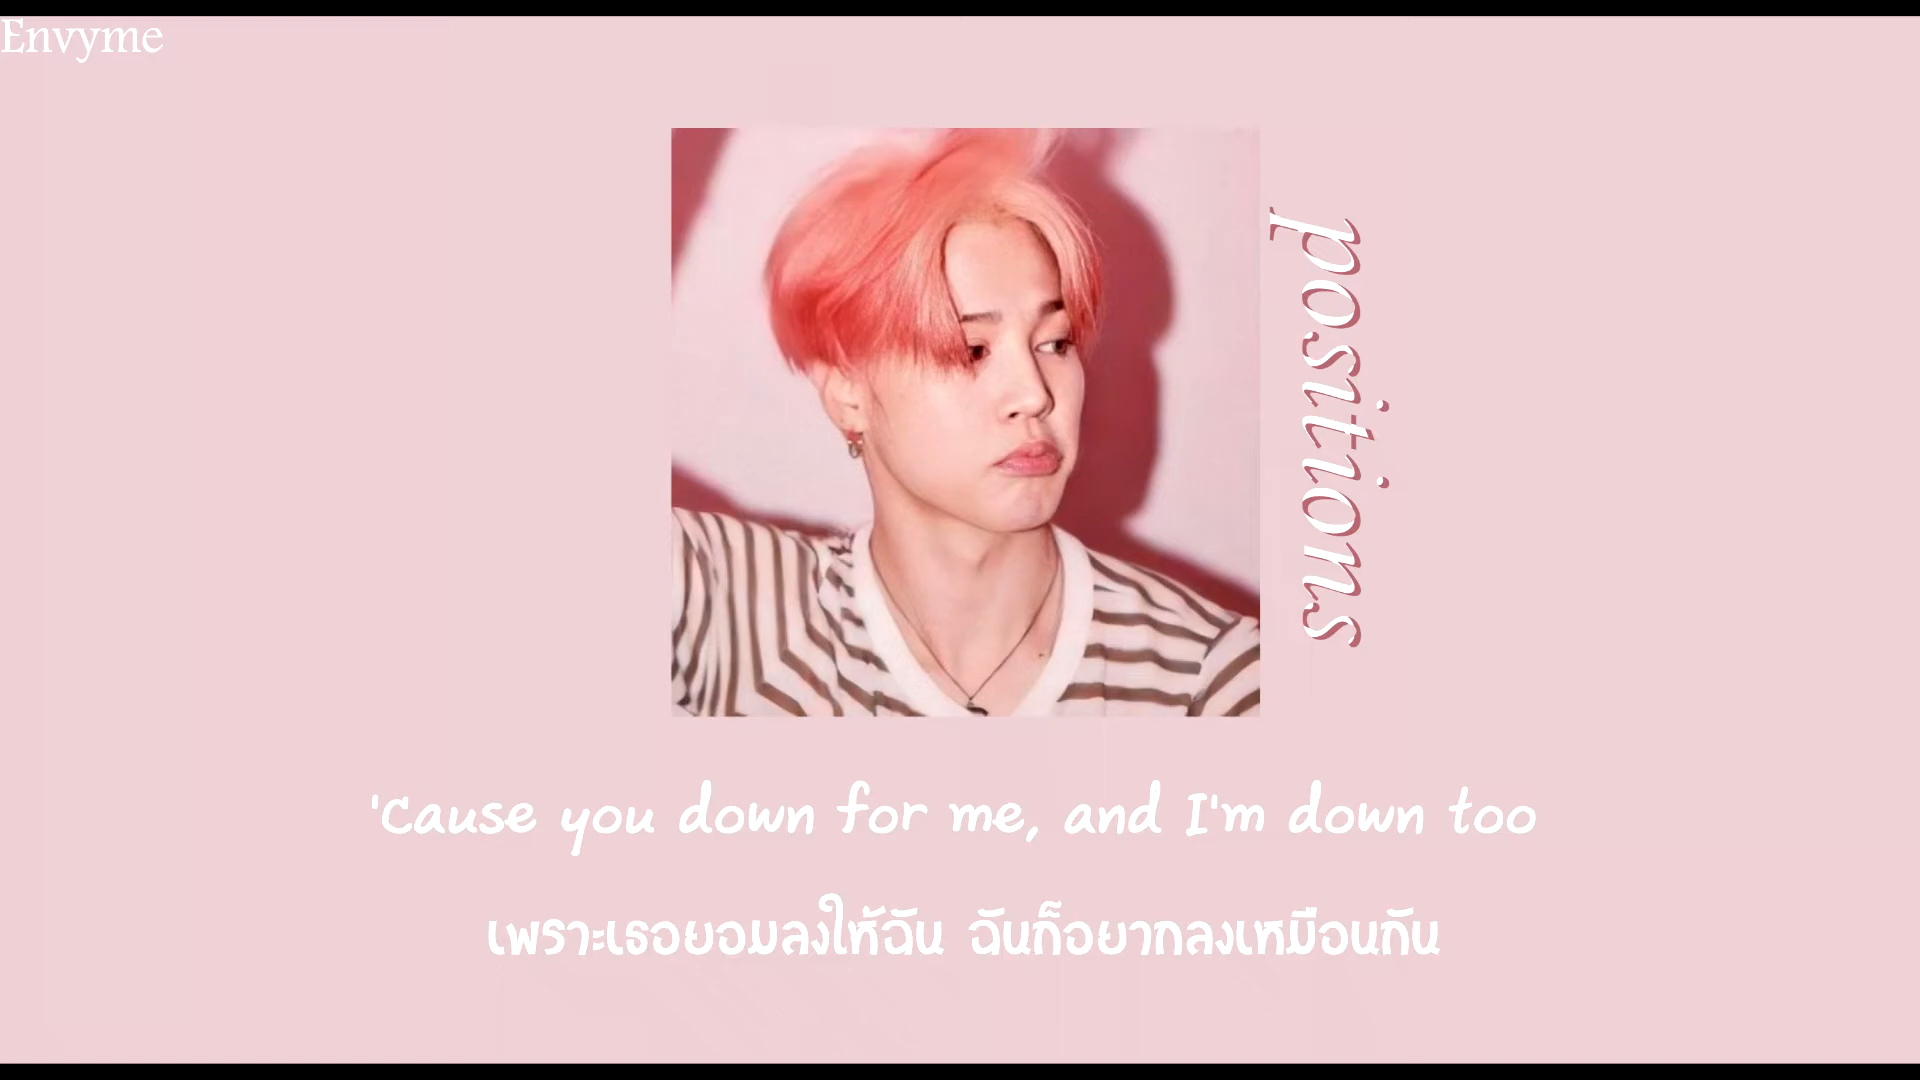 Envyme
positions
'Cause you down for me, and I'm down too
เพราะเธอยอมลงให้ฉัน ฉันก็อยากลงเหมือนกัน